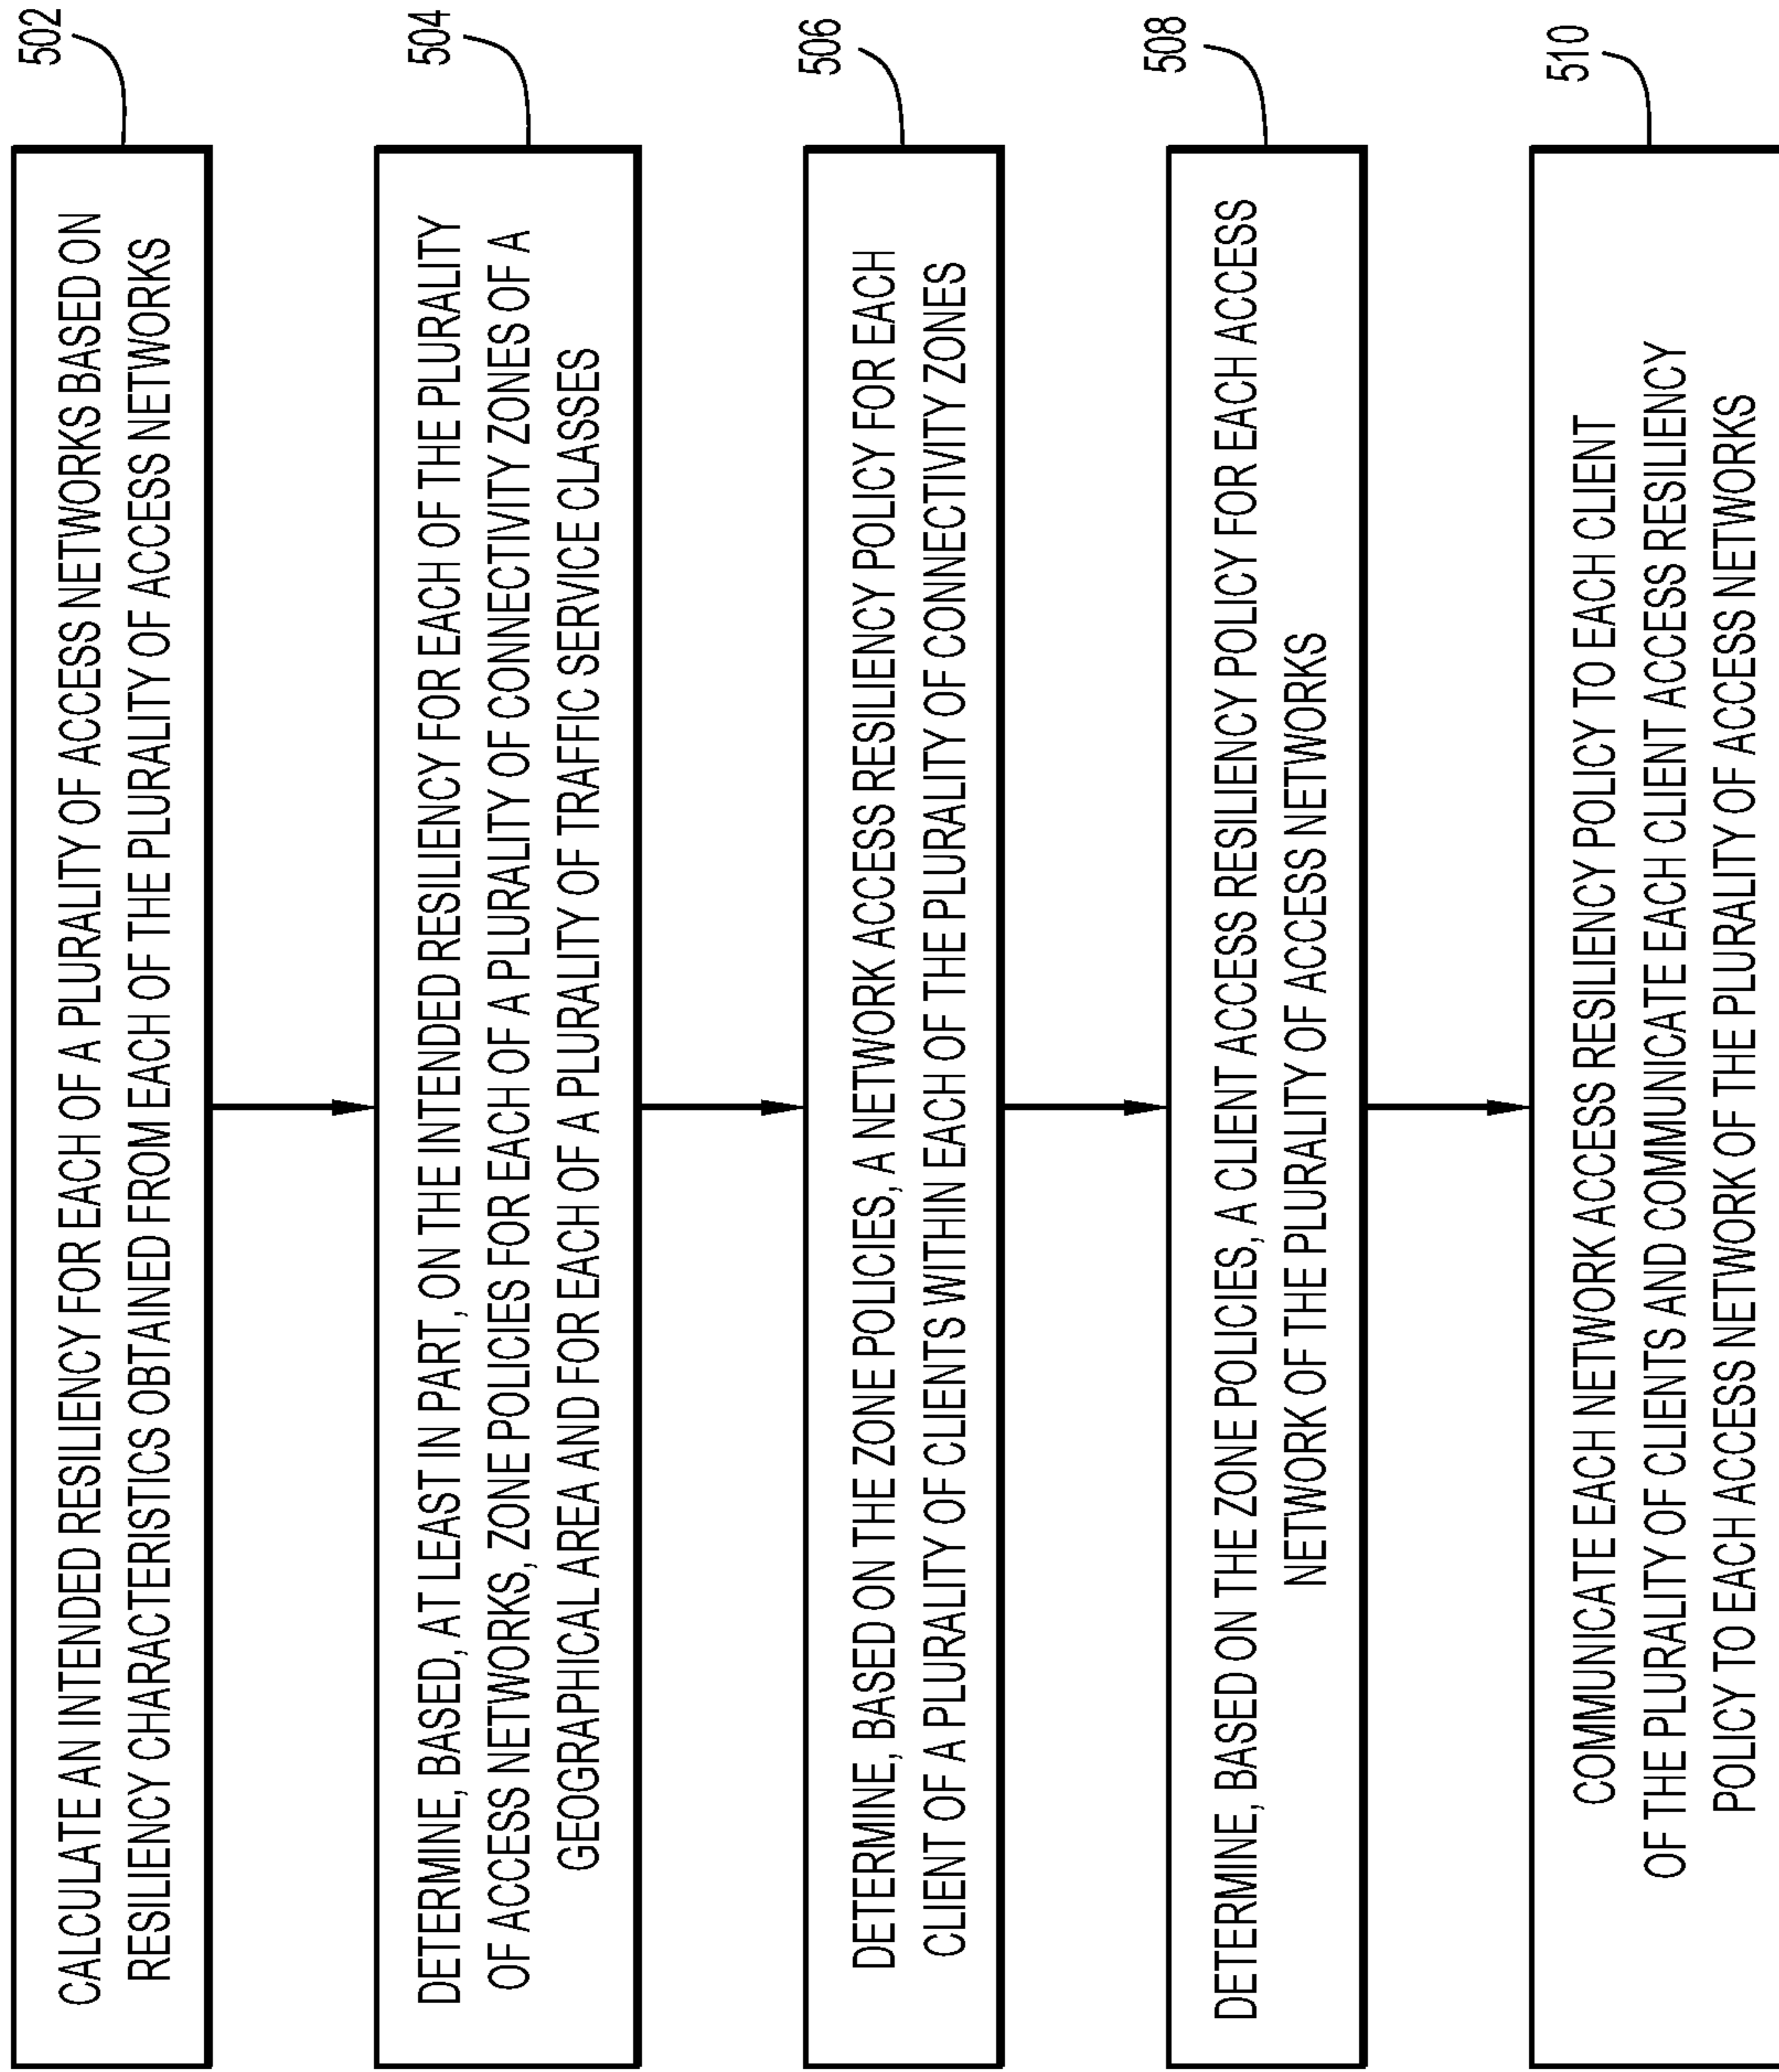 502
CALCULATE AN INTENDED RESILIENCY FOR EACH OF A PLURALITY OF ACCESS NETWORKS BASED ON
RESILIENCY CHARACTERISTICS OBTAINED FROM EACH OF THE PLURALITY OF ACCESS NETWORKS
504
DETERMINE, BASED, AT LEAST IN PART, ON THE INTENDED RESILIENCY FOR EACH OF THE PLURALITY
OF ACCESS NETWORKS, ZONE POLICIES FOR EACH OF A PLURALITY OF CONNECTIVITY ZONES OF A
GEOGRAPHICAL AREA AND FOR EACH OF A PLURALITY OF TRAFFIC SERVICE CLASSES
506
DETERMINE, BASED ON THE ZONE POLICIES, A NETWORK ACCESS RESILIENCY POLICY FOR EACH
CLIENT OF A PLURALITY OF CLIENTS WITHIN EACH OF THE PLURALITY OF CONNECTIVITY ZONES
508
DETERMINE, BASED ON THE ZONE POLICIES, A CLIENT ACCESS RESILIENCY POLICY FOR EACH ACCESS
NETWORK OF THE PLURALITY OF ACCESS NETWORKS
510
COMMUNICATE EACH NETWORK ACCESS RESILIENCY POLICY TO EACH CLIENT
OF THE PLURALITY OF CLIENTS AND COMMUNICATE EACH CLIENT ACCESS RESILIENCY
POLICY TO EACH ACCESS NETWORK OF THE PLURALITY OF ACCESS NETWORKS